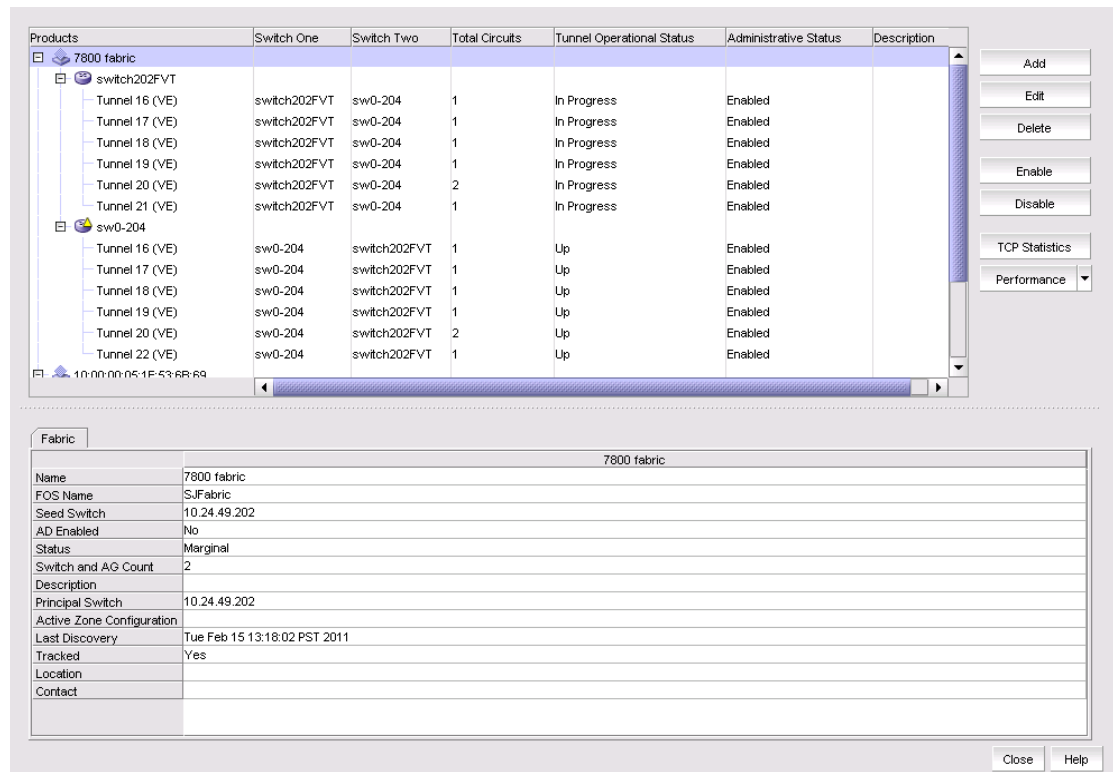 Products Switch One Switch Two Total Circuits Tunnel Operational Status Administrative Status Description
7800 fabric
switch202FVT
Tunnel 16 (VE) switch202FVT sw0-204 1 In Progress Enabled
Tunnel 17 (VE) switch202FVT sw0-204 1 In Progress Enabled
Tunnel 18 (VE) switch202FVT sw0-204 1 In Progress Enabled
Tunnel 19 (VE) switch202FVT sw0-204 1 In Progress Enabled
Tunnel 20 (VE) switch202FVT sw0-204 2 In Progress Enabled
Tunnel 21 (VE) switch202FVT sw0-204 1 In Progress Enabled
sw0-204
Tunnel 16 (VE) sw0-204 switch202FVT 1 Up Enabled
Tunnel 17 (VE) sw0-204 switch202FVT 1 Up Enabled
Tunnel 18 (VE) sw0-204 switch202FVT 1 Up Enabled
Tunnel 19 (VE) sw0-204 switch202FVT 1 Up Enabled
Tunnel 20 (VE) sw0-204 switch202FVT 2 Up Enabled
Tunnel 22 (VE) sw0-204 switch202FVT 1 Up Enabled
10:00:00:05:1E:53:6B:69
Add
Edit
Delete
Enable
Disable
TCP Statistics
Performance
Fabric
7800 fabric
Name 7800 fabric
FOS Name SJFabric
Seed Switch 10.24.49.202
AD Enabled No
Status Marginal
Switch and AG Count 2
Description
Principal Switch 10.24.49.202
Active Zone Configuration
Last Discovery Tue Feb 15 13:18:02 PST 2011
Tracked Yes
Location
Contact
Close Help